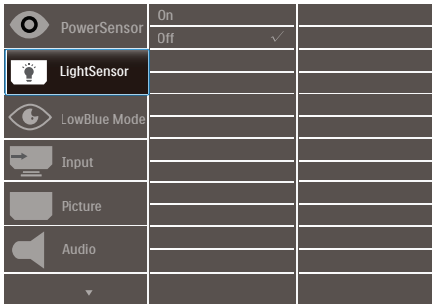 PowerSensor
On
Off
LightSensor
LowBlue Mode
Input
Picture
Audio